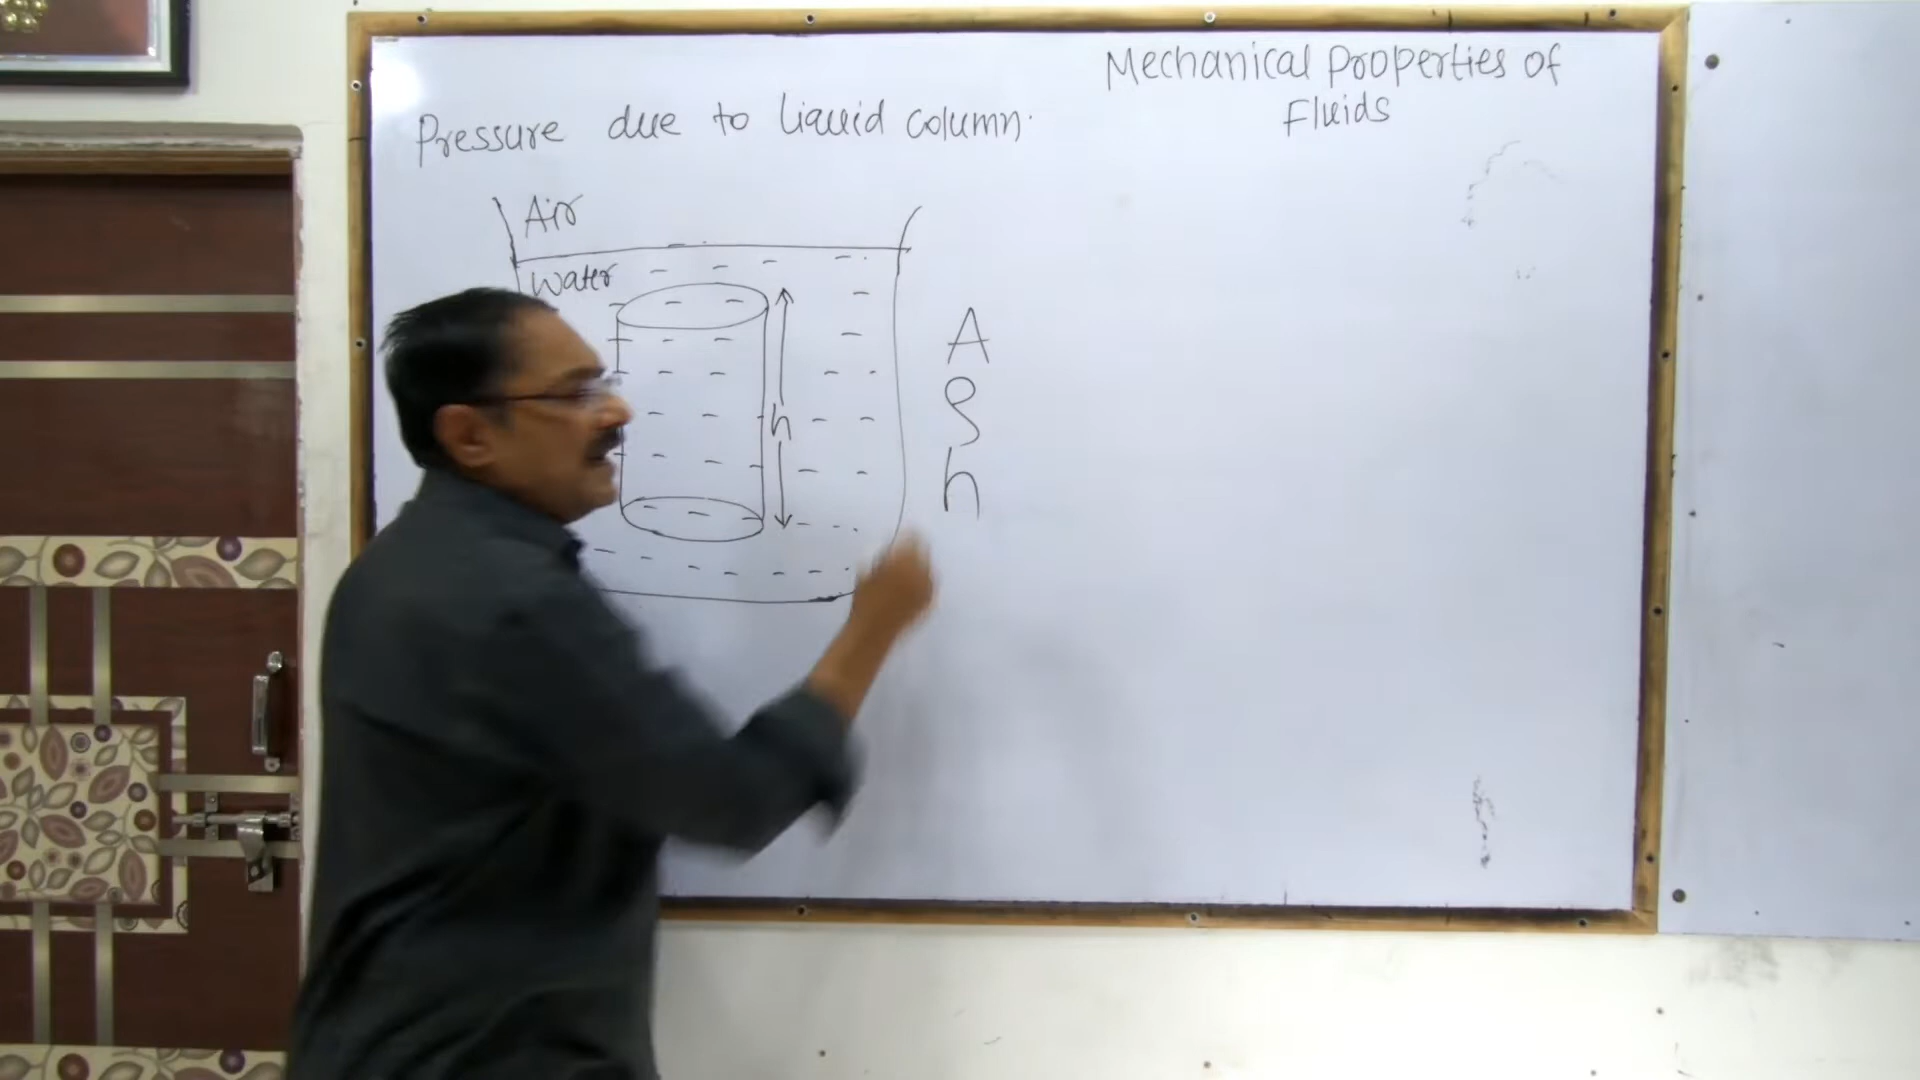 Mechanical Properties of
Fluids
Pressure due to liquid column.
Air
Water
h
A
ρ
h